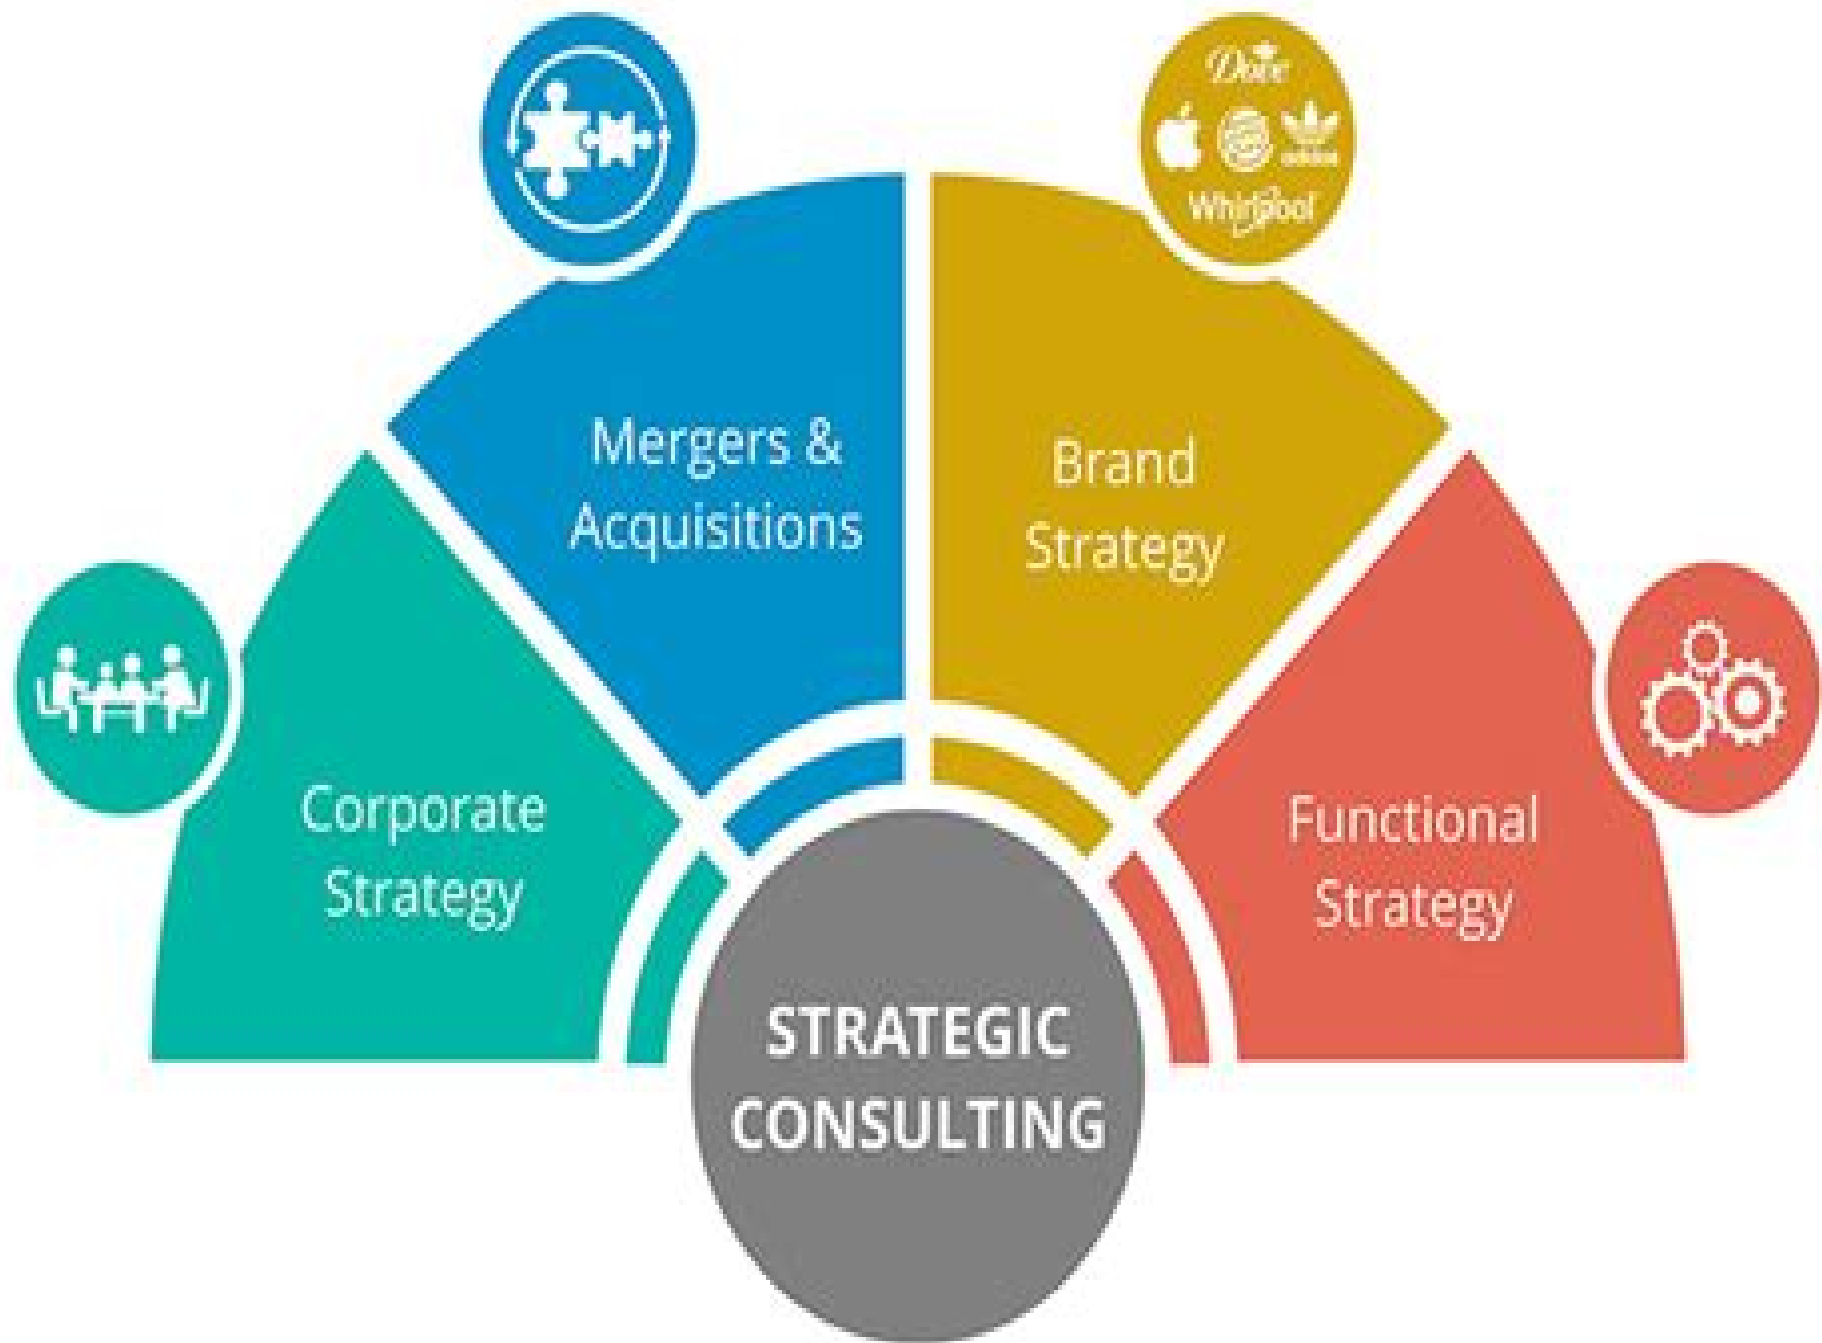 Dove
adidas
Whirlpool
Mergers &
Acquisitions
Brand
Strategy
Corporate
Strategy
Functional
Strategy
STRATEGIC
CONSULTING